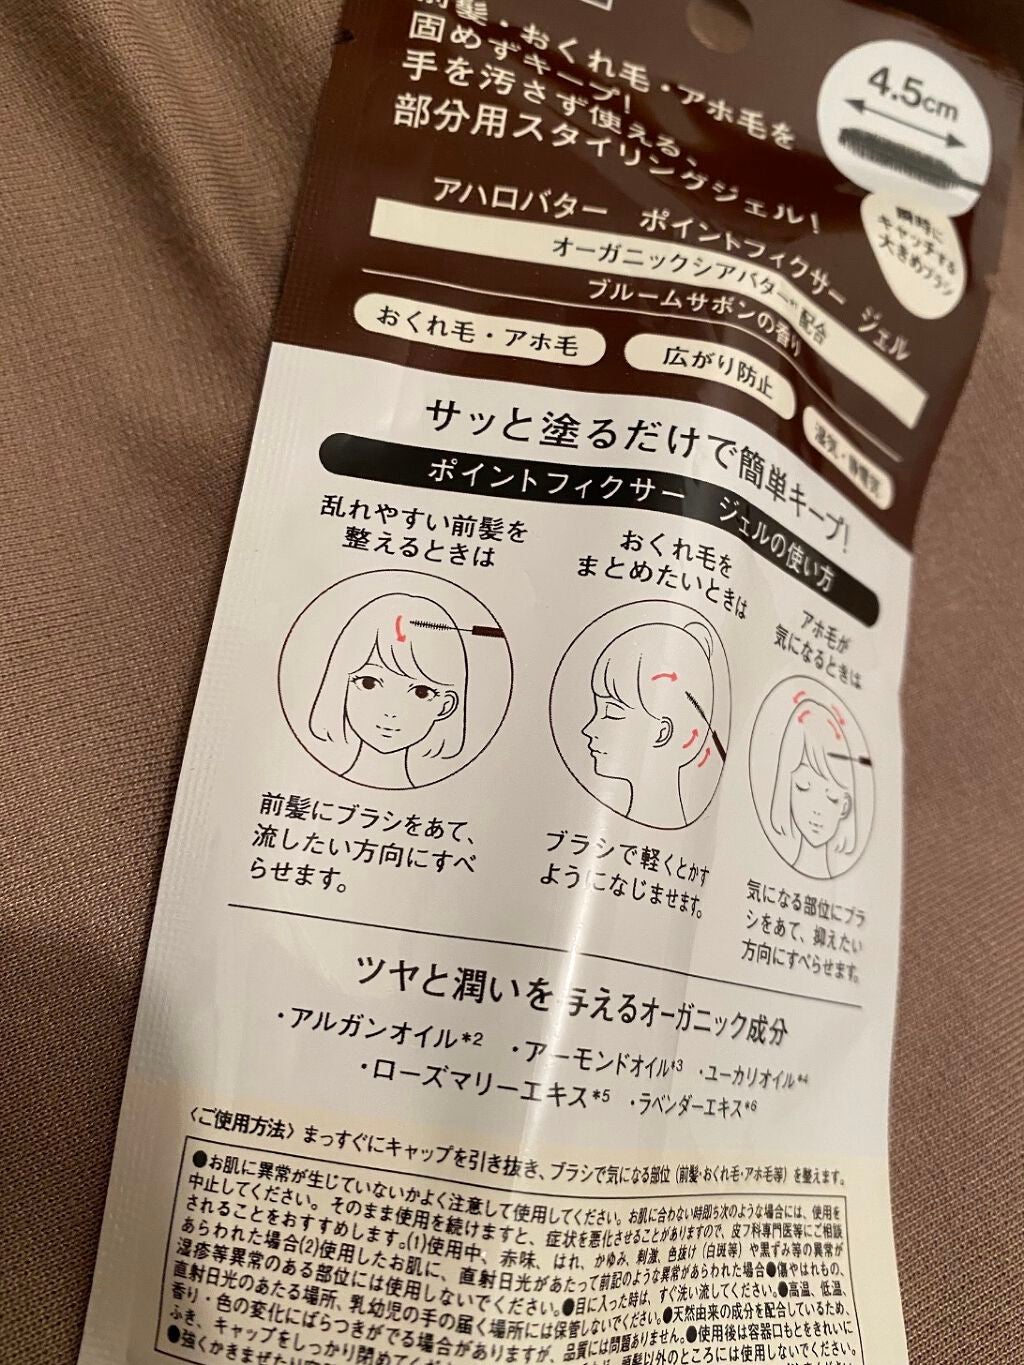 前髪・おくれ毛・アホ毛を
固めずキープ!
手を汚さず使える、
部分用スタイリングジェル!
4.5cm
瞬時に
キャッチする
大きめブラシ
アハロバター ポイントフィクサー ジェル
オーガニックシアバター*1配合
ブルームサボンの香り
おくれ毛・アホ毛
広がり防止
湿気・静電気
サッと塗るだけで簡単キープ!
ポイントフィクサー ジェルの使い方
乱れやすい前髪を
整えるときは
おくれ毛を
まとめたいときは
アホ毛が
気になるときは
前髪にブラシをあて、
流したい方向にすべ
らせます。
ブラシで軽くとかす
ようになじませます。
気になる部位にブラ
シをあて、抑えたい
方向にすべらせます。
ツヤと潤いを与えるオーガニック成分
・アルガンオイル*2 ・アーモンドオイル*3 ・ユーカリオイル*4
・ローズマリーエキス*5 ・ラベンダーエキス*6
〈ご使用方法〉まっすぐにキャップを引き抜き、ブラシで気になる部位(前髪・おくれ毛・アホ毛等)を整えます。
●お肌に異常が生じていないかよく注意して使用してください。お肌に合わない時即ち次のような場合には、使用を
中止してください。そのまま使用を続けますと、症状を悪化させることがありますので、皮フ科専門医等にご相談
されることをおすすめします。(1)使用中、赤味、はれ、かゆみ、刺激、色抜け(白斑等)や黒ずみ等の異常が
あらわれた場合(2)使用したお肌に、直射日光があたって前記のような異常があらわれた場合●傷やはれもの、
湿疹等異常のある部位には使用しないでください。●目に入った時は、すぐ洗い流してください。●高温、低温、
直射日光のあたる場所、乳幼児の手の届く場所には保管しないでください。●天然由来の成分を配合しているため、
香り・色の変化にばらつきがでる場合がありますが、品質には問題ありません。●使用後は容器口もとをきれいに
ふき、キャップをしっかり閉めてく 頭髪以外のところには使用しないでください。
●強くかきまぜたり